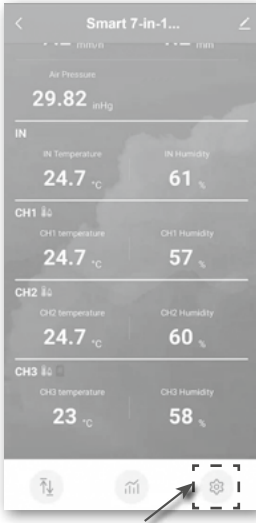 Smart 7-in-1...
mm/h mm
Air Pressure
29.82 inHg
IN
IN Temperature IN Humidity
24.7 °C 61 %
CH1
CH1 temperature CH1 Humidity
24.7 °C 57 %
CH2
CH2 temperature CH2 Humidity
24.7 °C 60 %
CH3
CH3 temperature CH3 Humidity
23 °C 58 %